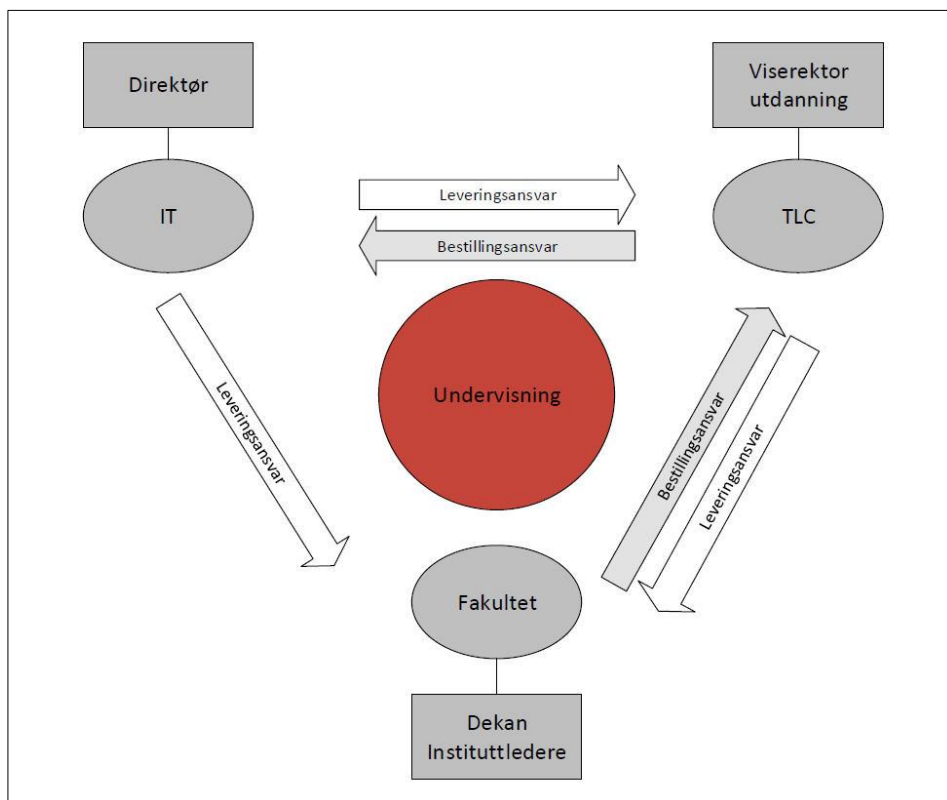 Direktør
Viserektor
utdanning
IT
Leveringsansvar
TLC
Bestillingsansvar
Undervisning
Leveringsansvar
Bestillingsansvar
Leveringsansvar
Fakultet
Dekan
Instituttledere